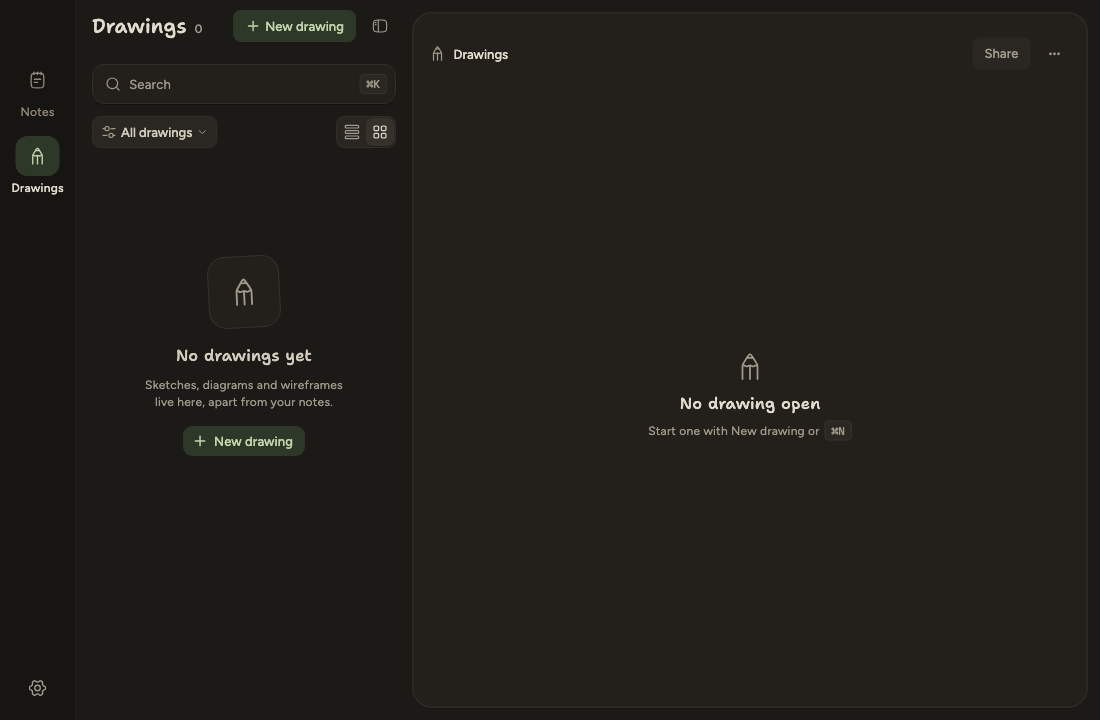 Notes
Drawings
Drawings 0
New drawing
Search
⌘K
All drawings
No drawings yet
Sketches, diagrams and wireframes
live here, apart from your notes.
New drawing
Drawings
Share
No drawing open
Start one with New drawing or ⌘N